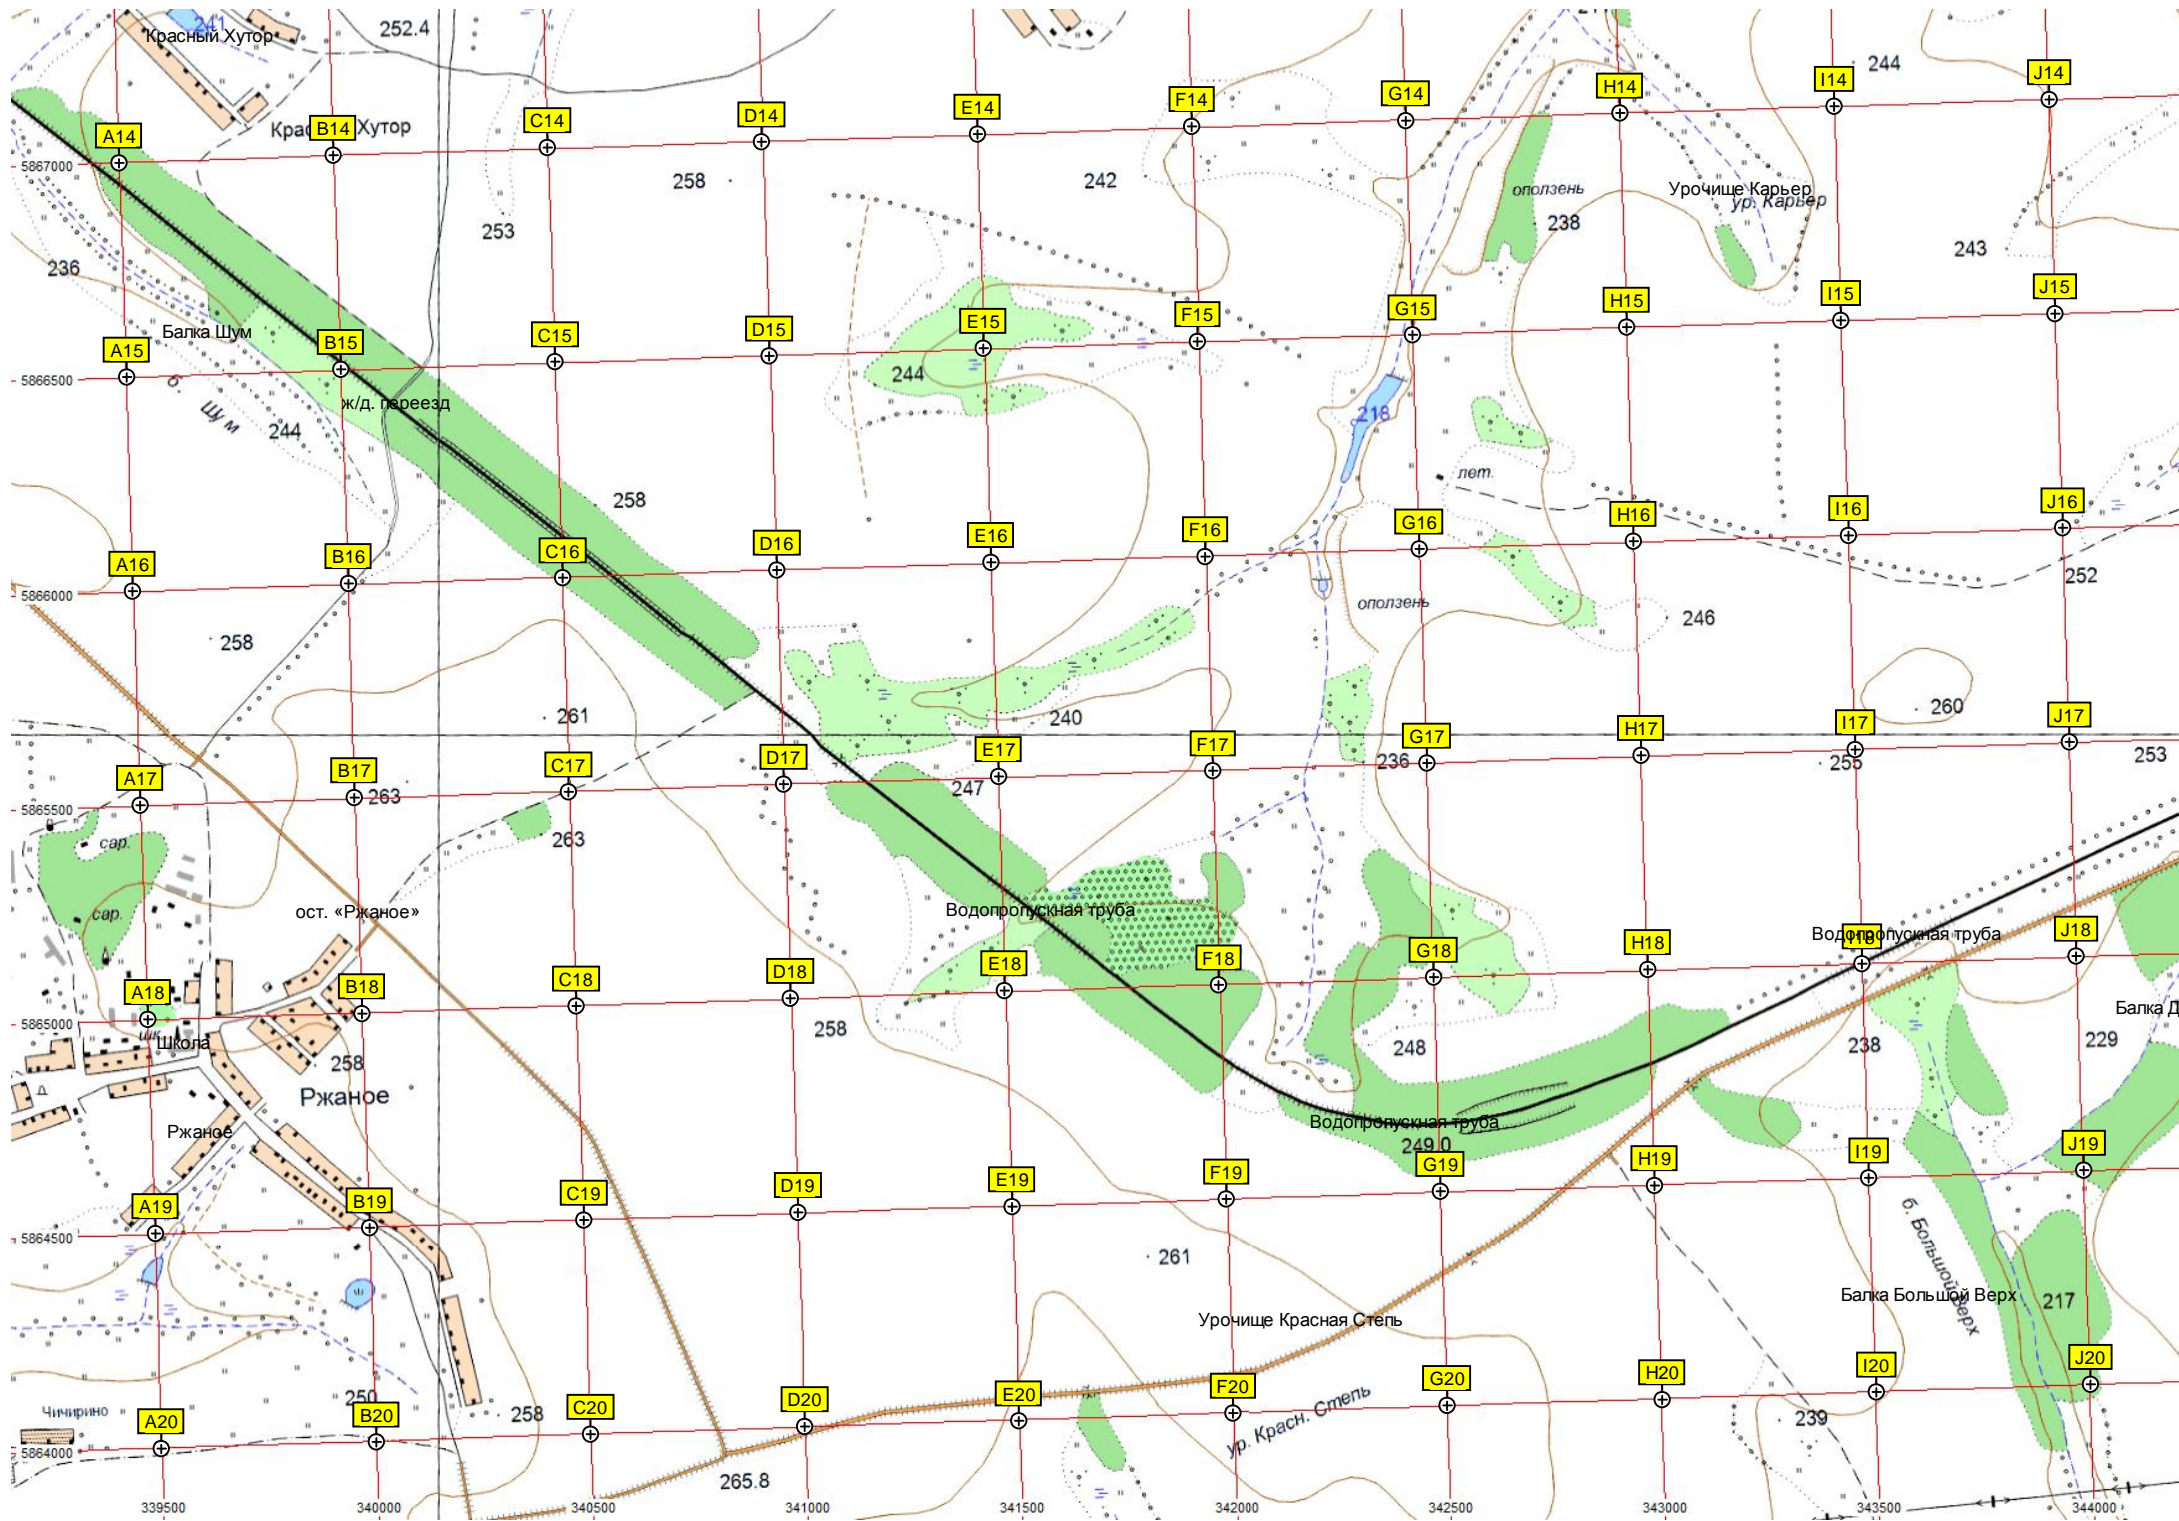 241
Красный Хутор
252.4
244
A14
B14
C14
D14
E14
F14
G14
H14
I14
J14
Хутор
5867000
258
242
оползень
Урочище Карьер
ур. Карьер
253
238
243
236
Балка Шум
A15
B15
C15
D15
E15
F15
G15
H15
I15
J15
5866500
б. Шум
244
ж/д. переезд
244
218
лет.
258
A16
B16
C16
D16
E16
F16
G16
H16
I16
J16
5866000
252
оползень
246
258
261
240
260
A17
B17
C17
D17
E17
F17
G17
H17
I17
J17
236
255
253
247
263
5865500
сар.
263
сар.
ост. «Ржаное»
Водопропускная труба
Водопропускная труба
A18
B18
C18
D18
E18
F18
G18
H18
I18
J18
5865000
258
шк.
Школа
258
248
238
229
Балка Д
Ржаное
Ржаное
Водопропускная труба
249.0
A19
B19
C19
D19
E19
F19
G19
H19
I19
J19
5864500
261
б. Большой Верх
Балка Большой Верх
217
Урочище Красная Степь
A20
B20
C20
D20
E20
F20
G20
H20
I20
J20
250
Чичирино
258
ур. Красн. Степь
239
5864000
265.8
339500
340000
340500
341000
341500
342000
342500
343000
343500
344000